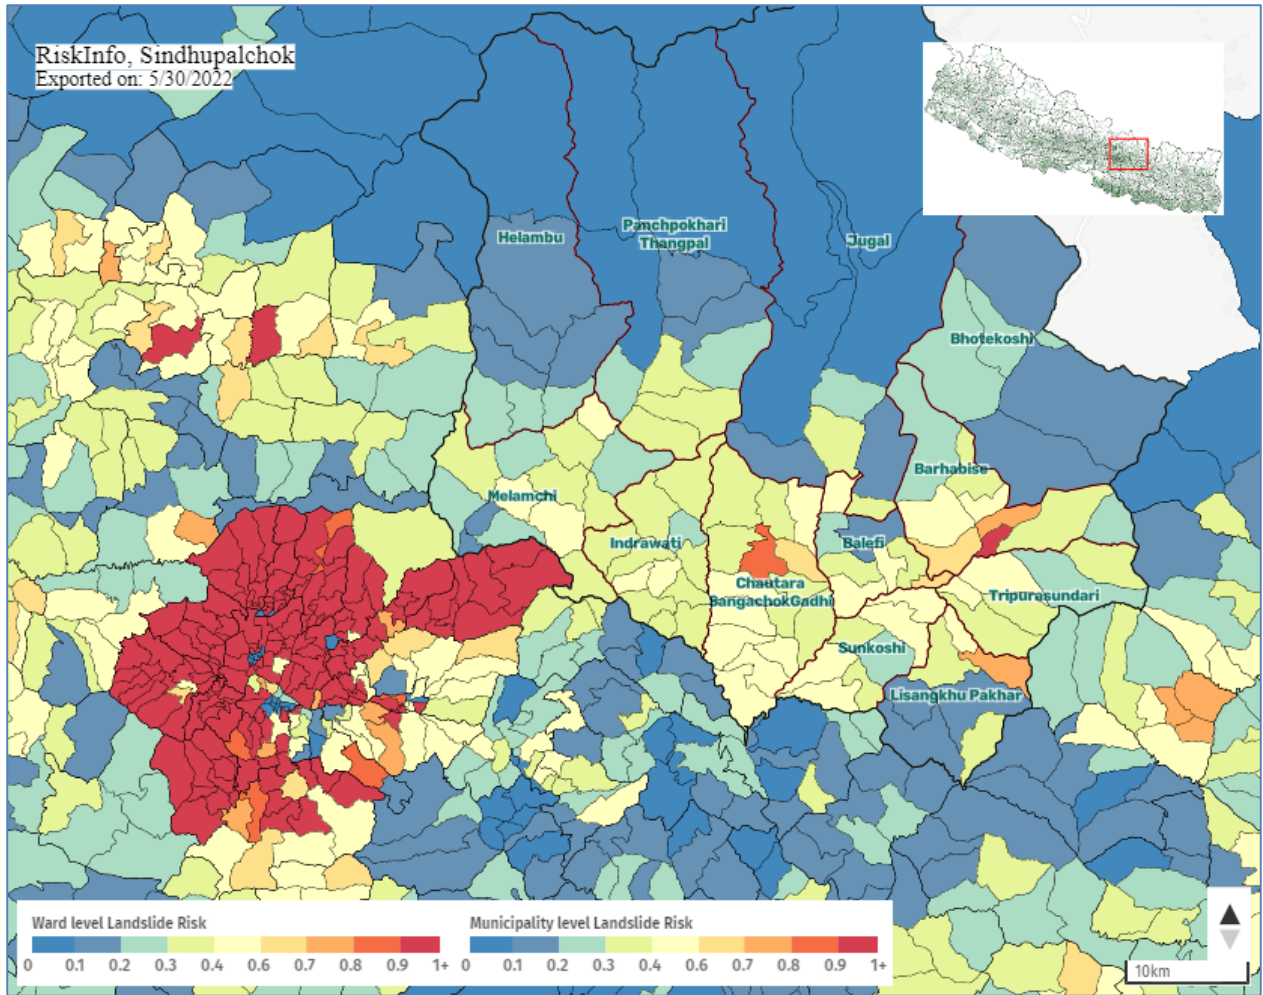 RiskInfo, Sindhupalchok
Exported on: 5/30/2022
Helambu
Panchpokhari
Thangpal
Jugal
Bhotekoshi
Barhabise
Melamchi
Indrawati
Balefi
Chautara
BangachokGadhi
Tripurasundari
Sunkoshi
Lisangkhu Pakhar
Ward level Landslide Risk
0 0.1 0.2 0.3 0.4 0.6 0.7 0.8 0.9 1+
Municipality level Landslide Risk
0 0.1 0.2 0.3 0.4 0.6 0.7 0.8 0.9 1+
10km